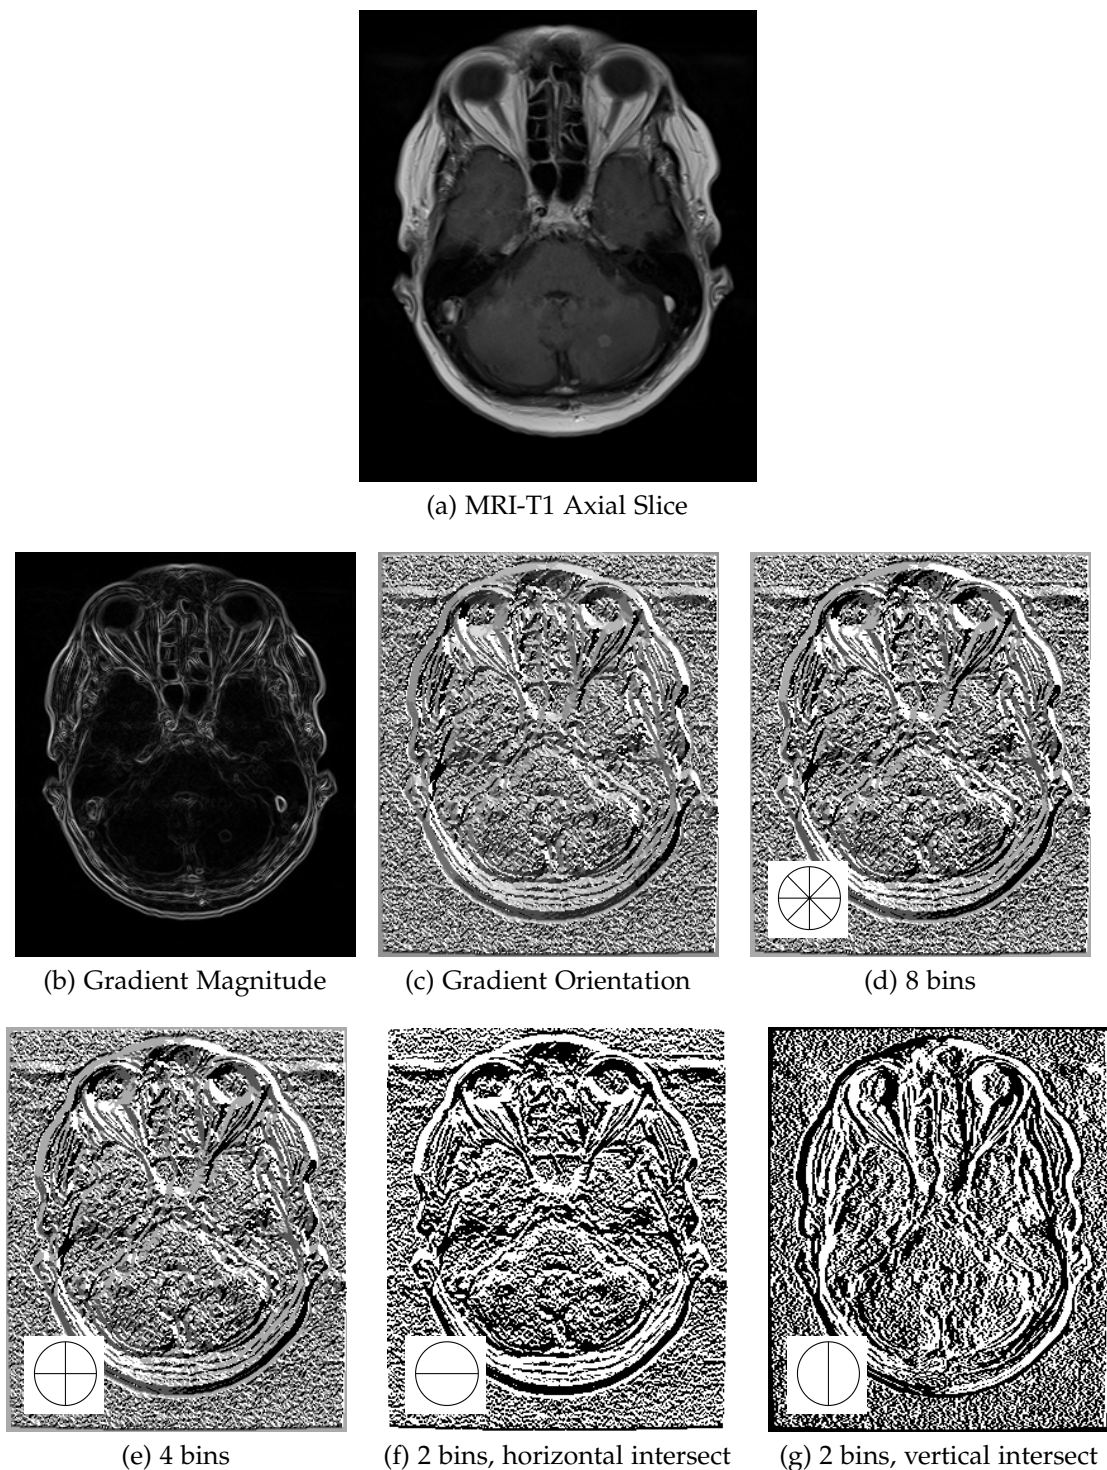 (a) MRI-T1 Axial Slice
(b) Gradient Magnitude
(c) Gradient Orientation
(d) 8 bins
(e) 4 bins
(f) 2 bins, horizontal intersect
(g) 2 bins, vertical intersect